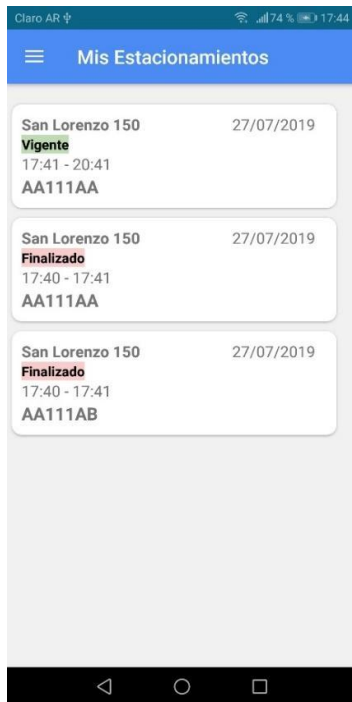 Claro AR 74 % 17:44
Mis Estacionamientos
San Lorenzo 150 27/07/2019
Vigente
17:41 - 20:41
AA111AA
San Lorenzo 150 27/07/2019
Finalizado
17:40 - 17:41
AA111AA
San Lorenzo 150 27/07/2019
Finalizado
17:40 - 17:41
AA111AB